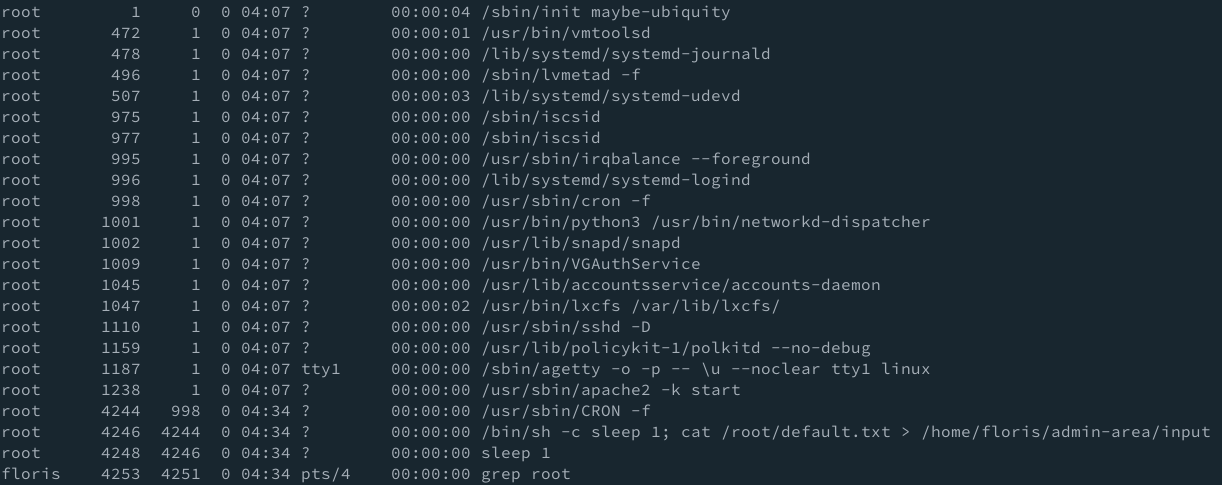 root 1 0 0 04:07 ? 00:00:04 /sbin/init maybe-ubiquity
root 472 1 0 04:07 ? 00:00:01 /usr/bin/vmtoolsd
root 478 1 0 04:07 ? 00:00:00 /lib/systemd/systemd-journald
root 496 1 0 04:07 ? 00:00:00 /sbin/lvmetad -f
root 507 1 0 04:07 ? 00:00:03 /lib/systemd/systemd-udevd
root 975 1 0 04:07 ? 00:00:00 /sbin/iscsid
root 977 1 0 04:07 ? 00:00:00 /sbin/iscsid
root 995 1 0 04:07 ? 00:00:00 /usr/sbin/irqbalance --foreground
root 996 1 0 04:07 ? 00:00:00 /lib/systemd/systemd-logind
root 998 1 0 04:07 ? 00:00:00 /usr/sbin/cron -f
root 1001 1 0 04:07 ? 00:00:00 /usr/bin/python3 /usr/bin/networkd-dispatcher
root 1002 1 0 04:07 ? 00:00:00 /usr/lib/snapd/snapd
root 1009 1 0 04:07 ? 00:00:00 /usr/bin/VGAuthService
root 1045 1 0 04:07 ? 00:00:00 /usr/lib/accountsservice/accounts-daemon
root 1047 1 0 04:07 ? 00:00:02 /usr/bin/lxcfs /var/lib/lxcfs/
root 1110 1 0 04:07 ? 00:00:00 /usr/sbin/sshd -D
root 1159 1 0 04:07 ? 00:00:00 /usr/lib/policykit-1/polkitd --no-debug
root 1187 1 0 04:07 tty1 00:00:00 /sbin/agetty -o -p -- \u --noclear tty1 linux
root 1238 1 0 04:07 ? 00:00:00 /usr/sbin/apache2 -k start
root 4244 998 0 04:34 ? 00:00:00 /usr/sbin/CRON -f
root 4246 4244 0 04:34 ? 00:00:00 /bin/sh -c sleep 1; cat /root/default.txt > /home/floris/admin-area/input
root 4248 4246 0 04:34 ? 00:00:00 sleep 1
floris 4253 4251 0 04:34 pts/4 00:00:00 grep root